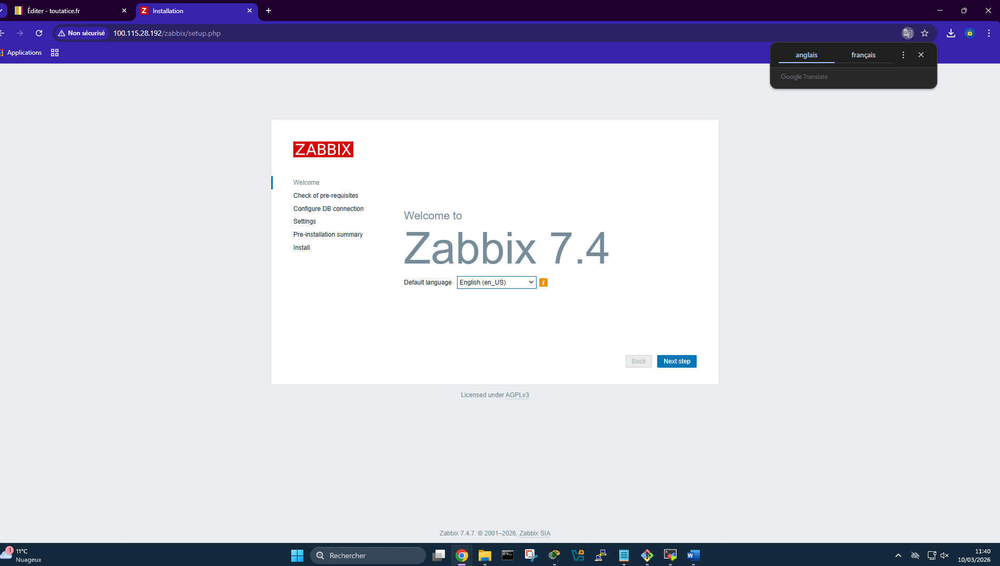 Éditer - toutatice.fr
Installation
Non sécurisé
100.115.28.192/zabbix/setup.php
Applications
anglais
français
Google Translate
ZABBIX
Welcome
Check of pre-requisites
Configure DB connection
Settings
Pre-installation summary
Install
Welcome to
Zabbix 7.4
Default language
English (en_US)
Back
Next step
Licensed under AGPLv3
Zabbix 7.4.7. © 2001–2026, Zabbix SIA
1
11°C
Nuageux
Rechercher
11:40
10/03/2026